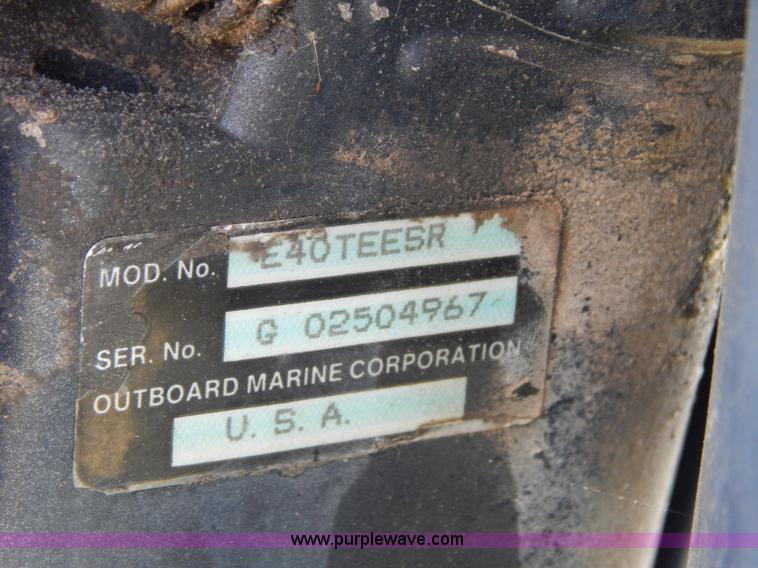 MOD. No. E40TEESR
SER. No. G 02504967
OUTBOARD MARINE CORPORATION
U. S. A.
www.purplewave.com